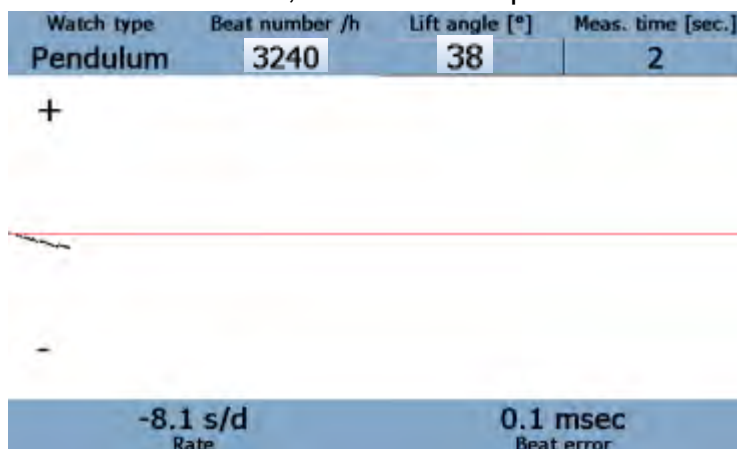 Watch type Beat number /h Lift angle [°] Meas. time [sec.]
Pendulum 3240 38 2
+
-
-8.1 s/d 0.1 msec
Rate Beat error